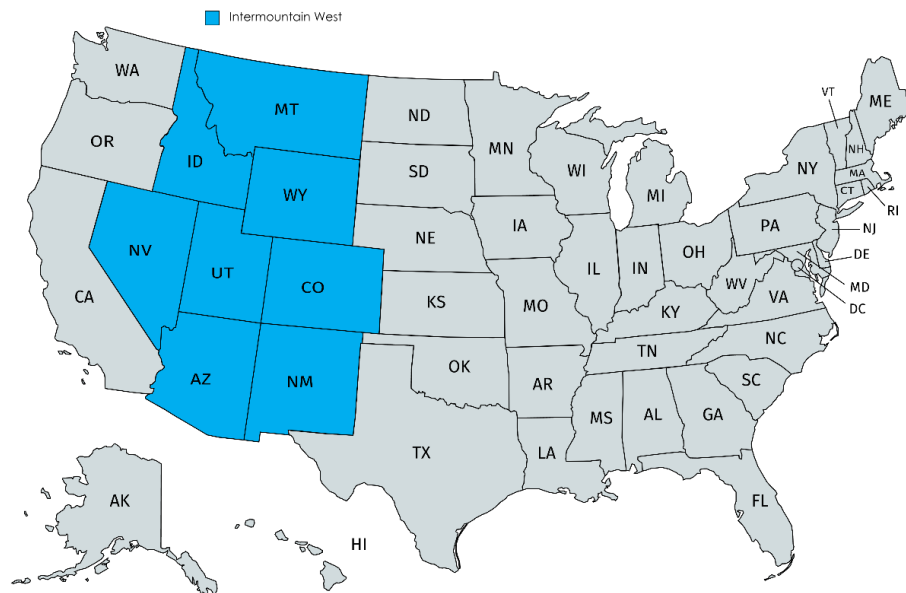 Intermountain West
WA
MT
ND
VT
ME
OR
ID
MN
NH
SD
WI
NY
MA
WY
MI
CT
RI
NE
IA
PA
NJ
NV
OH
DE
UT
IL
IN
CA
CO
WV
MD
KS
MO
VA
DC
KY
NC
TN
OK
AZ
NM
AR
SC
MS
AL
GA
TX
LA
AK
FL
HI